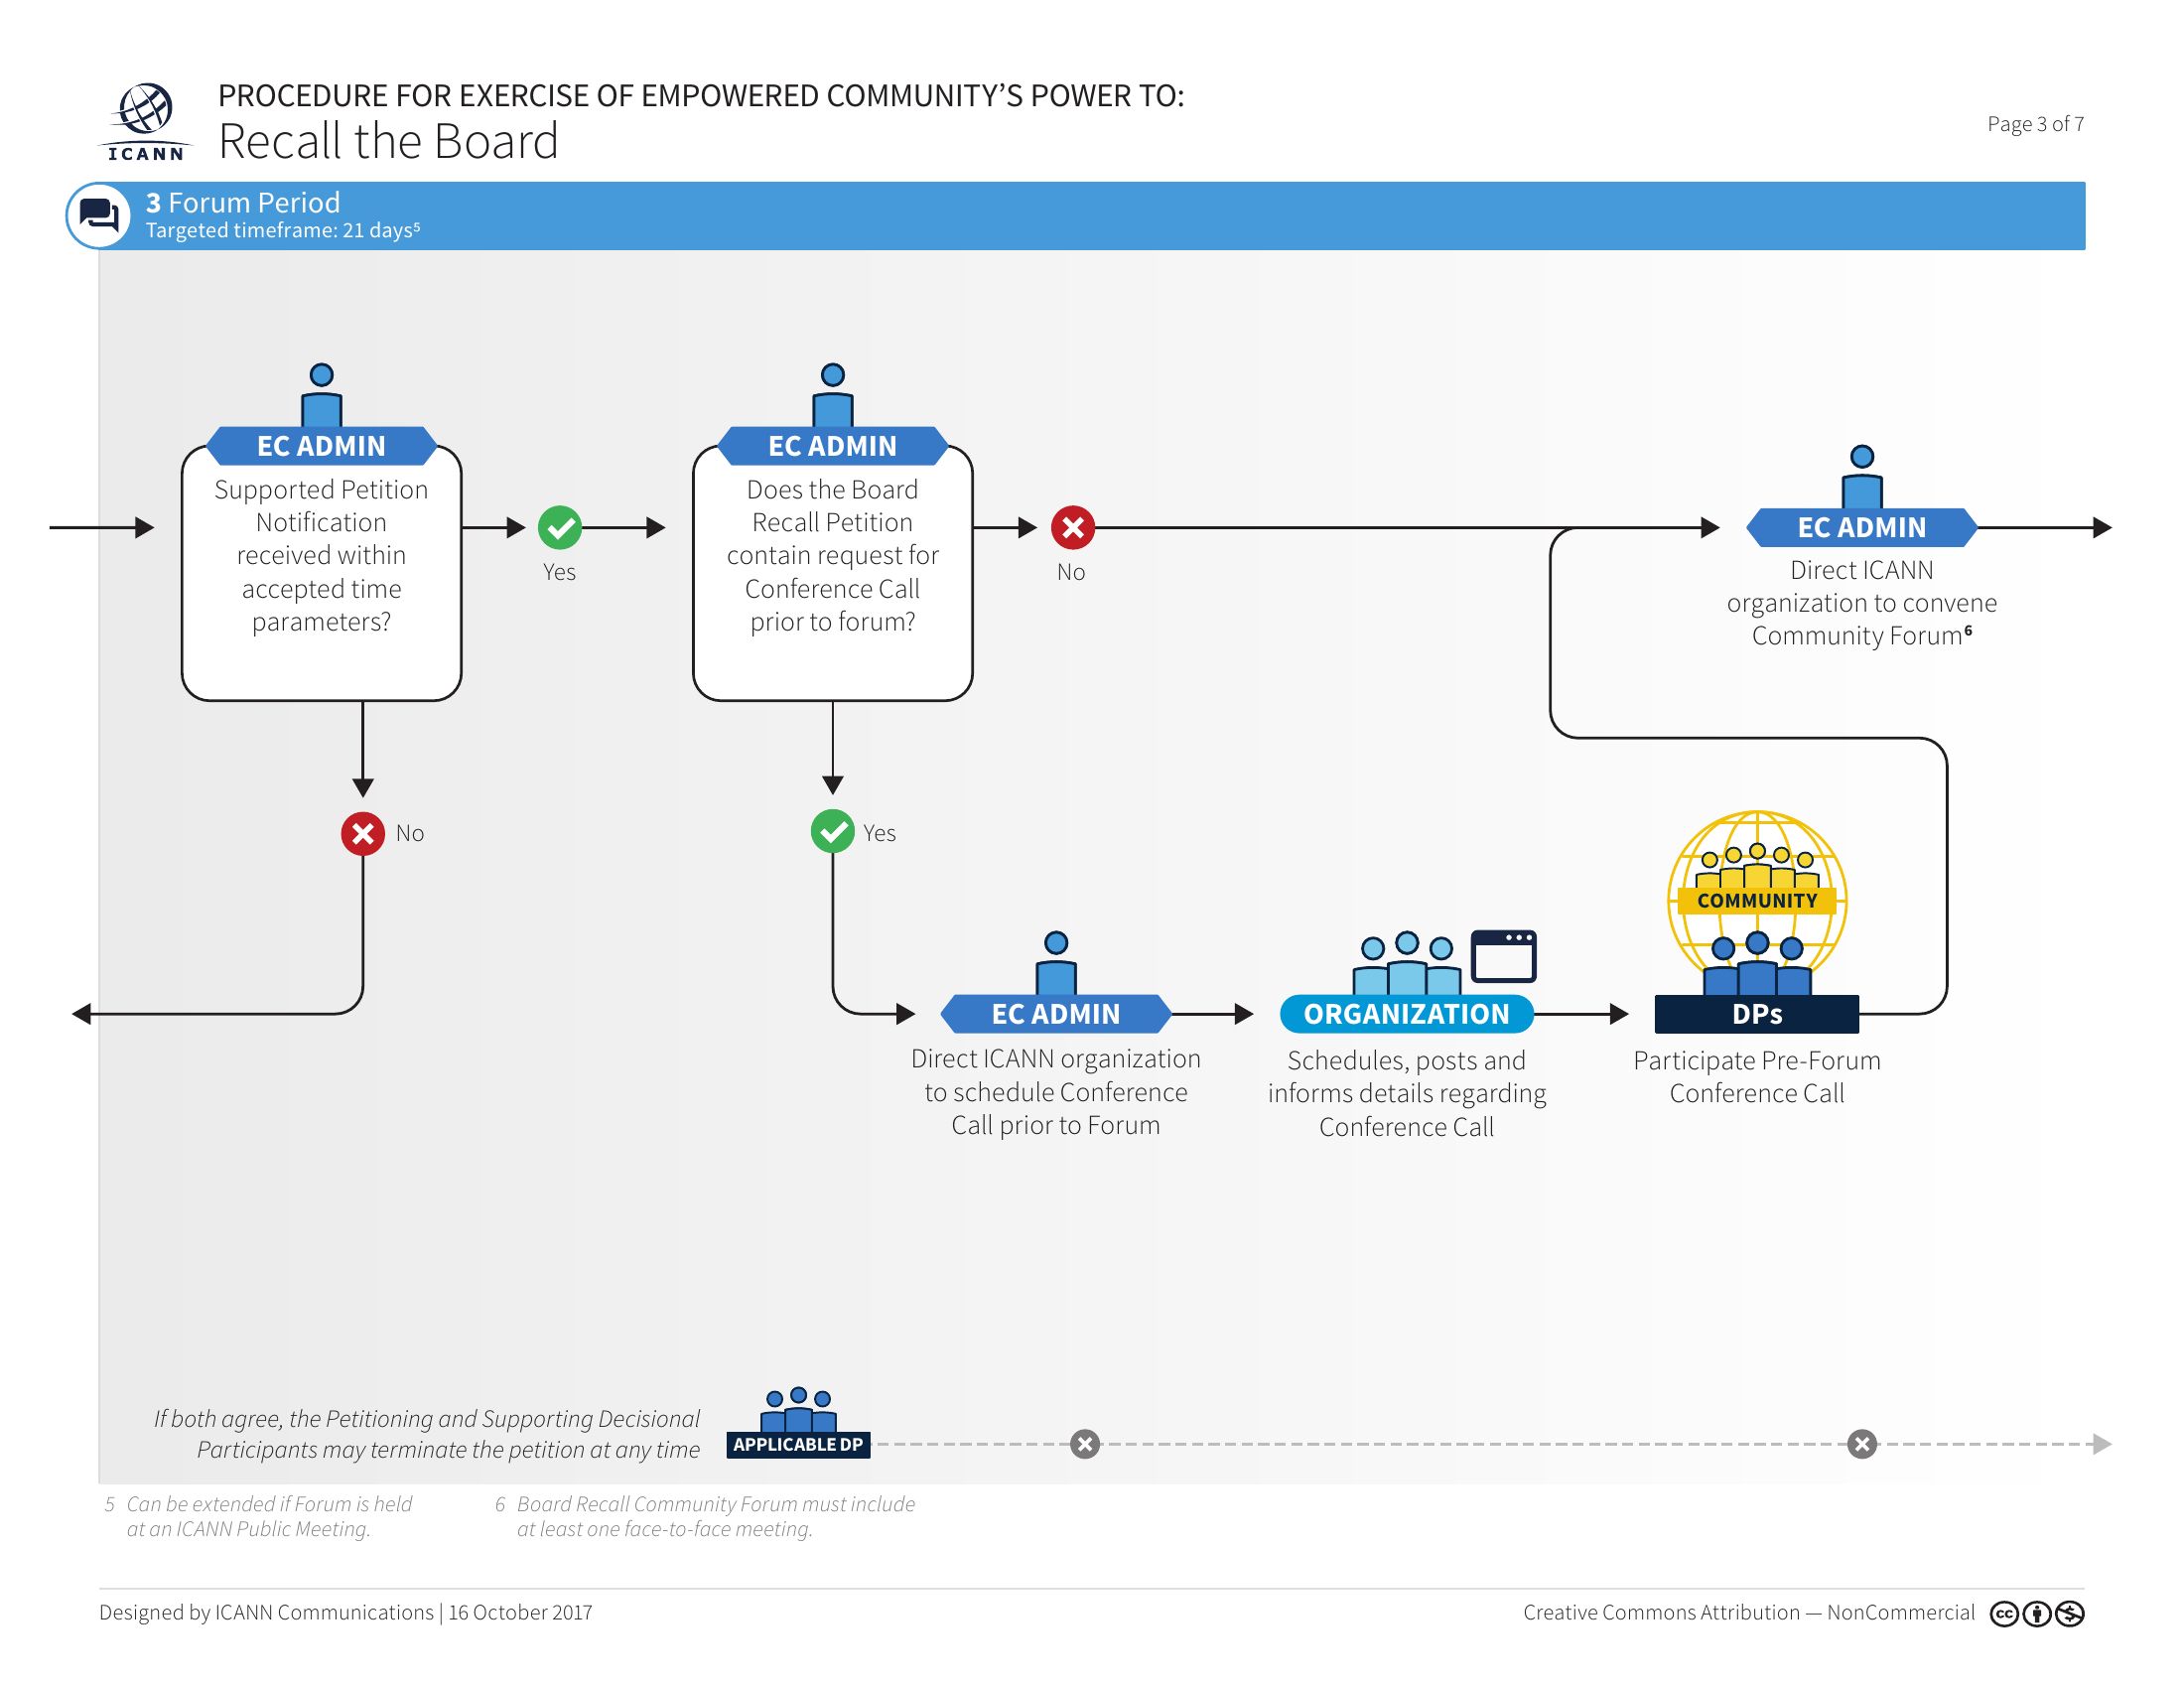 ICANN
PROCEDURE FOR EXERCISE OF EMPOWERED COMMUNITY’S POWER TO:
Recall the Board
Page 3 of 7
3 Forum Period
Targeted timeframe: 21 days⁵
EC ADMIN
Supported Petition
Notification
received within
accepted time
parameters?
Yes
No
EC ADMIN
Does the Board
Recall Petition
contain request for
Conference Call
prior to forum?
No
Yes
EC ADMIN
Direct ICANN
organization to convene
Community Forum⁶
EC ADMIN
Direct ICANN organization
to schedule Conference
Call prior to Forum
ORGANIZATION
Schedules, posts and
informs details regarding
Conference Call
COMMUNITY
DPs
Participate Pre-Forum
Conference Call
If both agree, the Petitioning and Supporting Decisional
Participants may terminate the petition at any time
APPLICABLE DP
5 Can be extended if Forum is held
at an ICANN Public Meeting.
6 Board Recall Community Forum must include
at least one face-to-face meeting.
Designed by ICANN Communications | 16 October 2017
Creative Commons Attribution — NonCommercial
cc